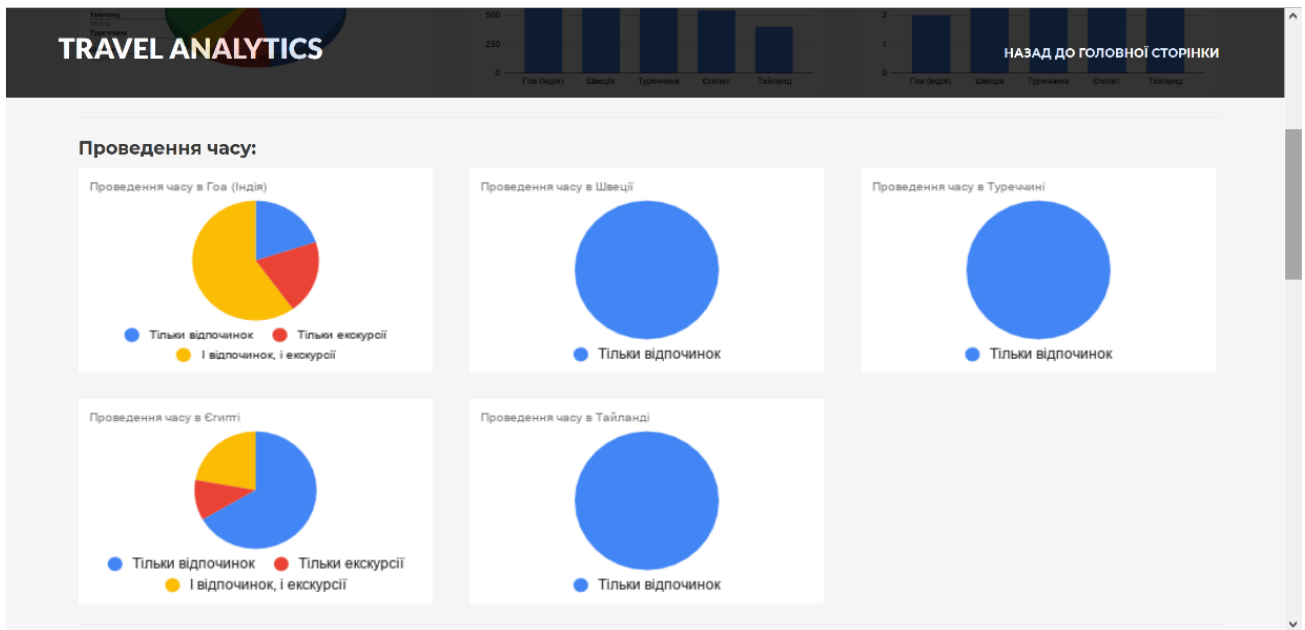 Тайланд
Туреччина
500
250
0
Гоа (Індія) Швеція Туреччина Єгипет Тайланд
2
1
0
Гоа (Індія) Швеція Туреччина Єгипет Тайланд
TRAVEL ANALYTICS
НАЗАД ДО ГОЛОВНОЇ СТОРІНКИ
Проведення часу:
Проведення часу в Гоа (Індія)
Тільки відпочинок Тільки екскурсії
І відпочинок, і екскурсії
Проведення часу в Швеції
Тільки відпочинок
Проведення часу в Туреччині
Тільки відпочинок
Проведення часу в Єгипті
Тільки відпочинок Тільки екскурсії
І відпочинок, і екскурсії
Проведення часу в Тайланді
Тільки відпочинок